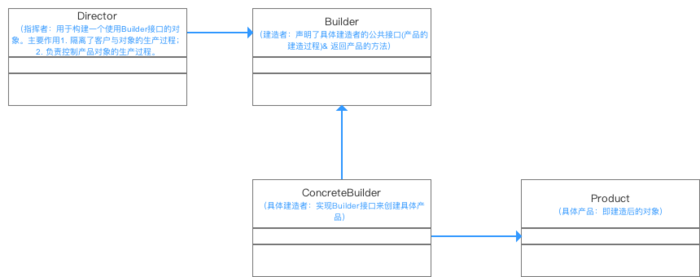 Director
（指挥者：用于构建一个使用Builder接口的对
象。主要作用1. 隔离了客户与对象的生产过程；
2. 负责控制产品对象的生产过程。
Builder
（建造者：声明了具体建造者的公共接口(产品的
建造过程)& 返回产品的方法）
ConcreteBuilder
（具体建造者：实现Builder接口来创建具体产
品）
Product
（具体产品：即建造后的对象）